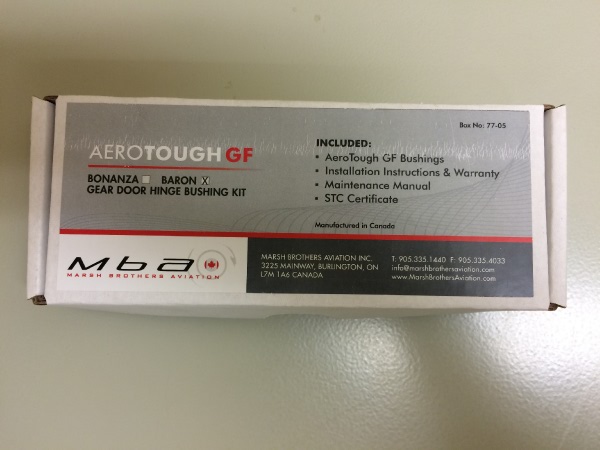 Box No: 77-05
AEROTOUGH GF
BONANZA BARON X
GEAR DOOR HINGE BUSHING KIT
INCLUDED:
• AeroTough GF Bushings
• Installation Instructions & Warranty
• Maintenance Manual
• STC Certificate
Manufactured in Canada
Mba
MARSH BROTHERS AVIATION
MARSH BROTHERS AVIATION INC.
3225 MAINWAY, BURLINGTON, ON
L7M 1A6 CANADA
T: 905.335.1440 F: 905.335.4033
info@marshbrothersaviation.com
www.MarshBrothersAviation.com